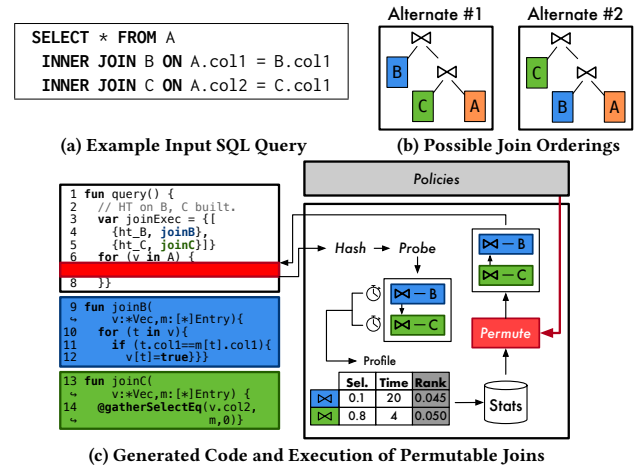 SELECT * FROM A
INNER JOIN B ON A.col1 = B.col1
INNER JOIN C ON A.col2 = C.col1
(a) Example Input SQL Query
Alternate #1
B
C
A
Alternate #2
C
B
A
(b) Possible Join Orderings
1 fun query() {
2 // HT on B, C built.
3 var joinExec = {[
4 {ht_B, joinB},
5 {ht_C, joinC}]}
6 for (v in A) {
8 }}
9 fun joinB(
↪ v:*Vec,m:[*]Entry){
10 for (t in v){
11 if (t.col1==m[t].col1){
12 v[t]=true}}}
13 fun joinC(
↪ v:*Vec,m:[*]Entry) {
14 @gatherSelectEq(v.col2,
↪ m,0)}
Policies
Hash
Probe
⋈ – B
⋈ – C
⋈ – B
⋈ – C
Permute
Profile
Sel. Time Rank
⋈ 0.1 20 0.045
⋈ 0.8 4 0.050
Stats
(c) Generated Code and Execution of Permutable Joins